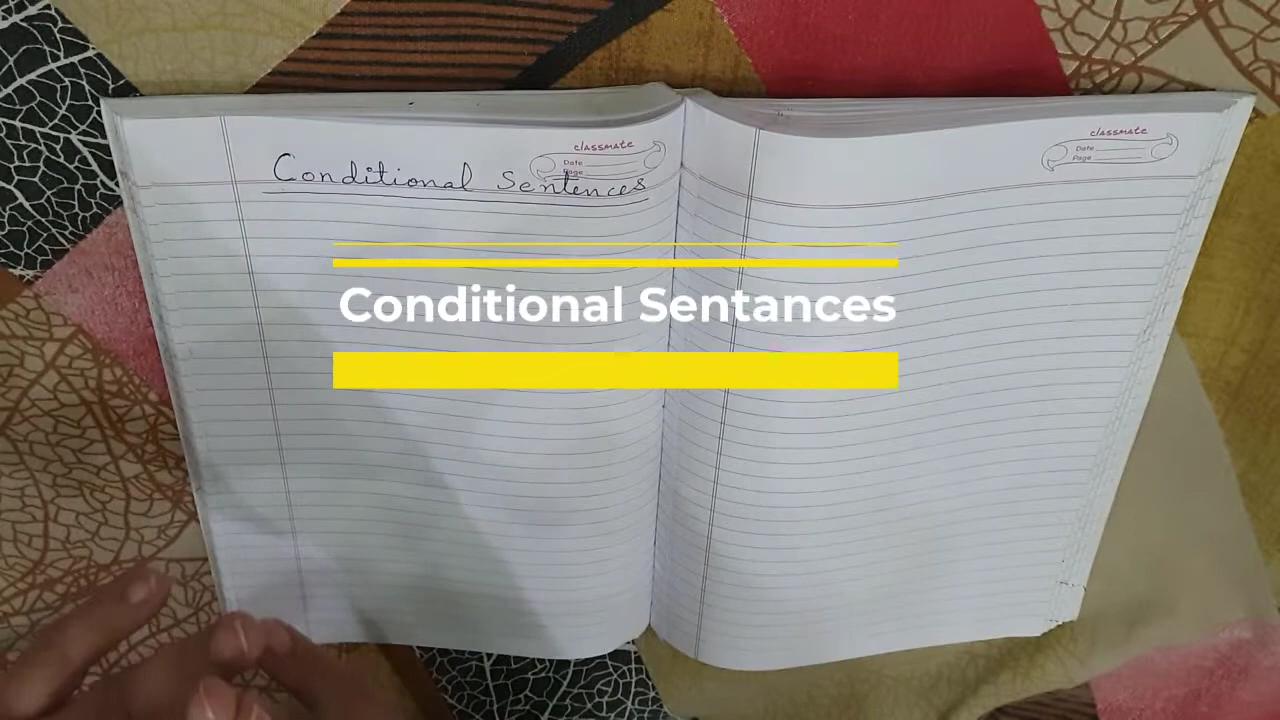 classmate
Date
Page
Conditional Sentences
classmate
Date
Page
Conditional Sentances